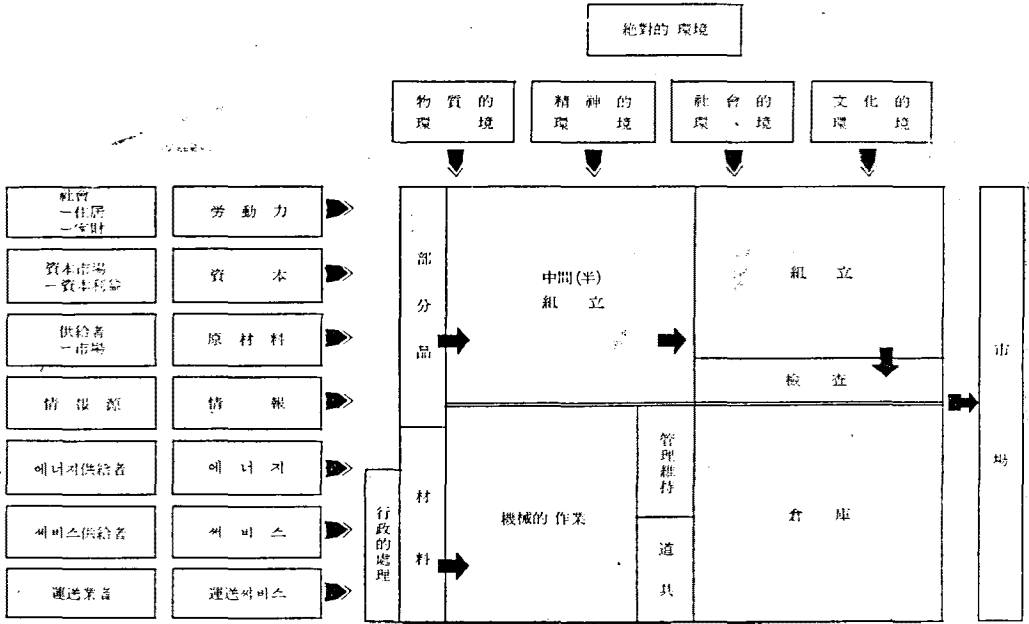 絶對的 環境
物質的
環境
精神的
環境
社會的
環、境
文化的
環境
社會
-住居
勞動力
資本市場
-資本利益
資本
供給者
-市場
原材料
情報源
情報
에너지供給者
에너지
써비스供給者
써비스
運送業者
運送써비스
行政的處理
部分品
材料
中間(半)
組立
組立
檢査
機械的 作業
管理維持
道具
倉庫
市場